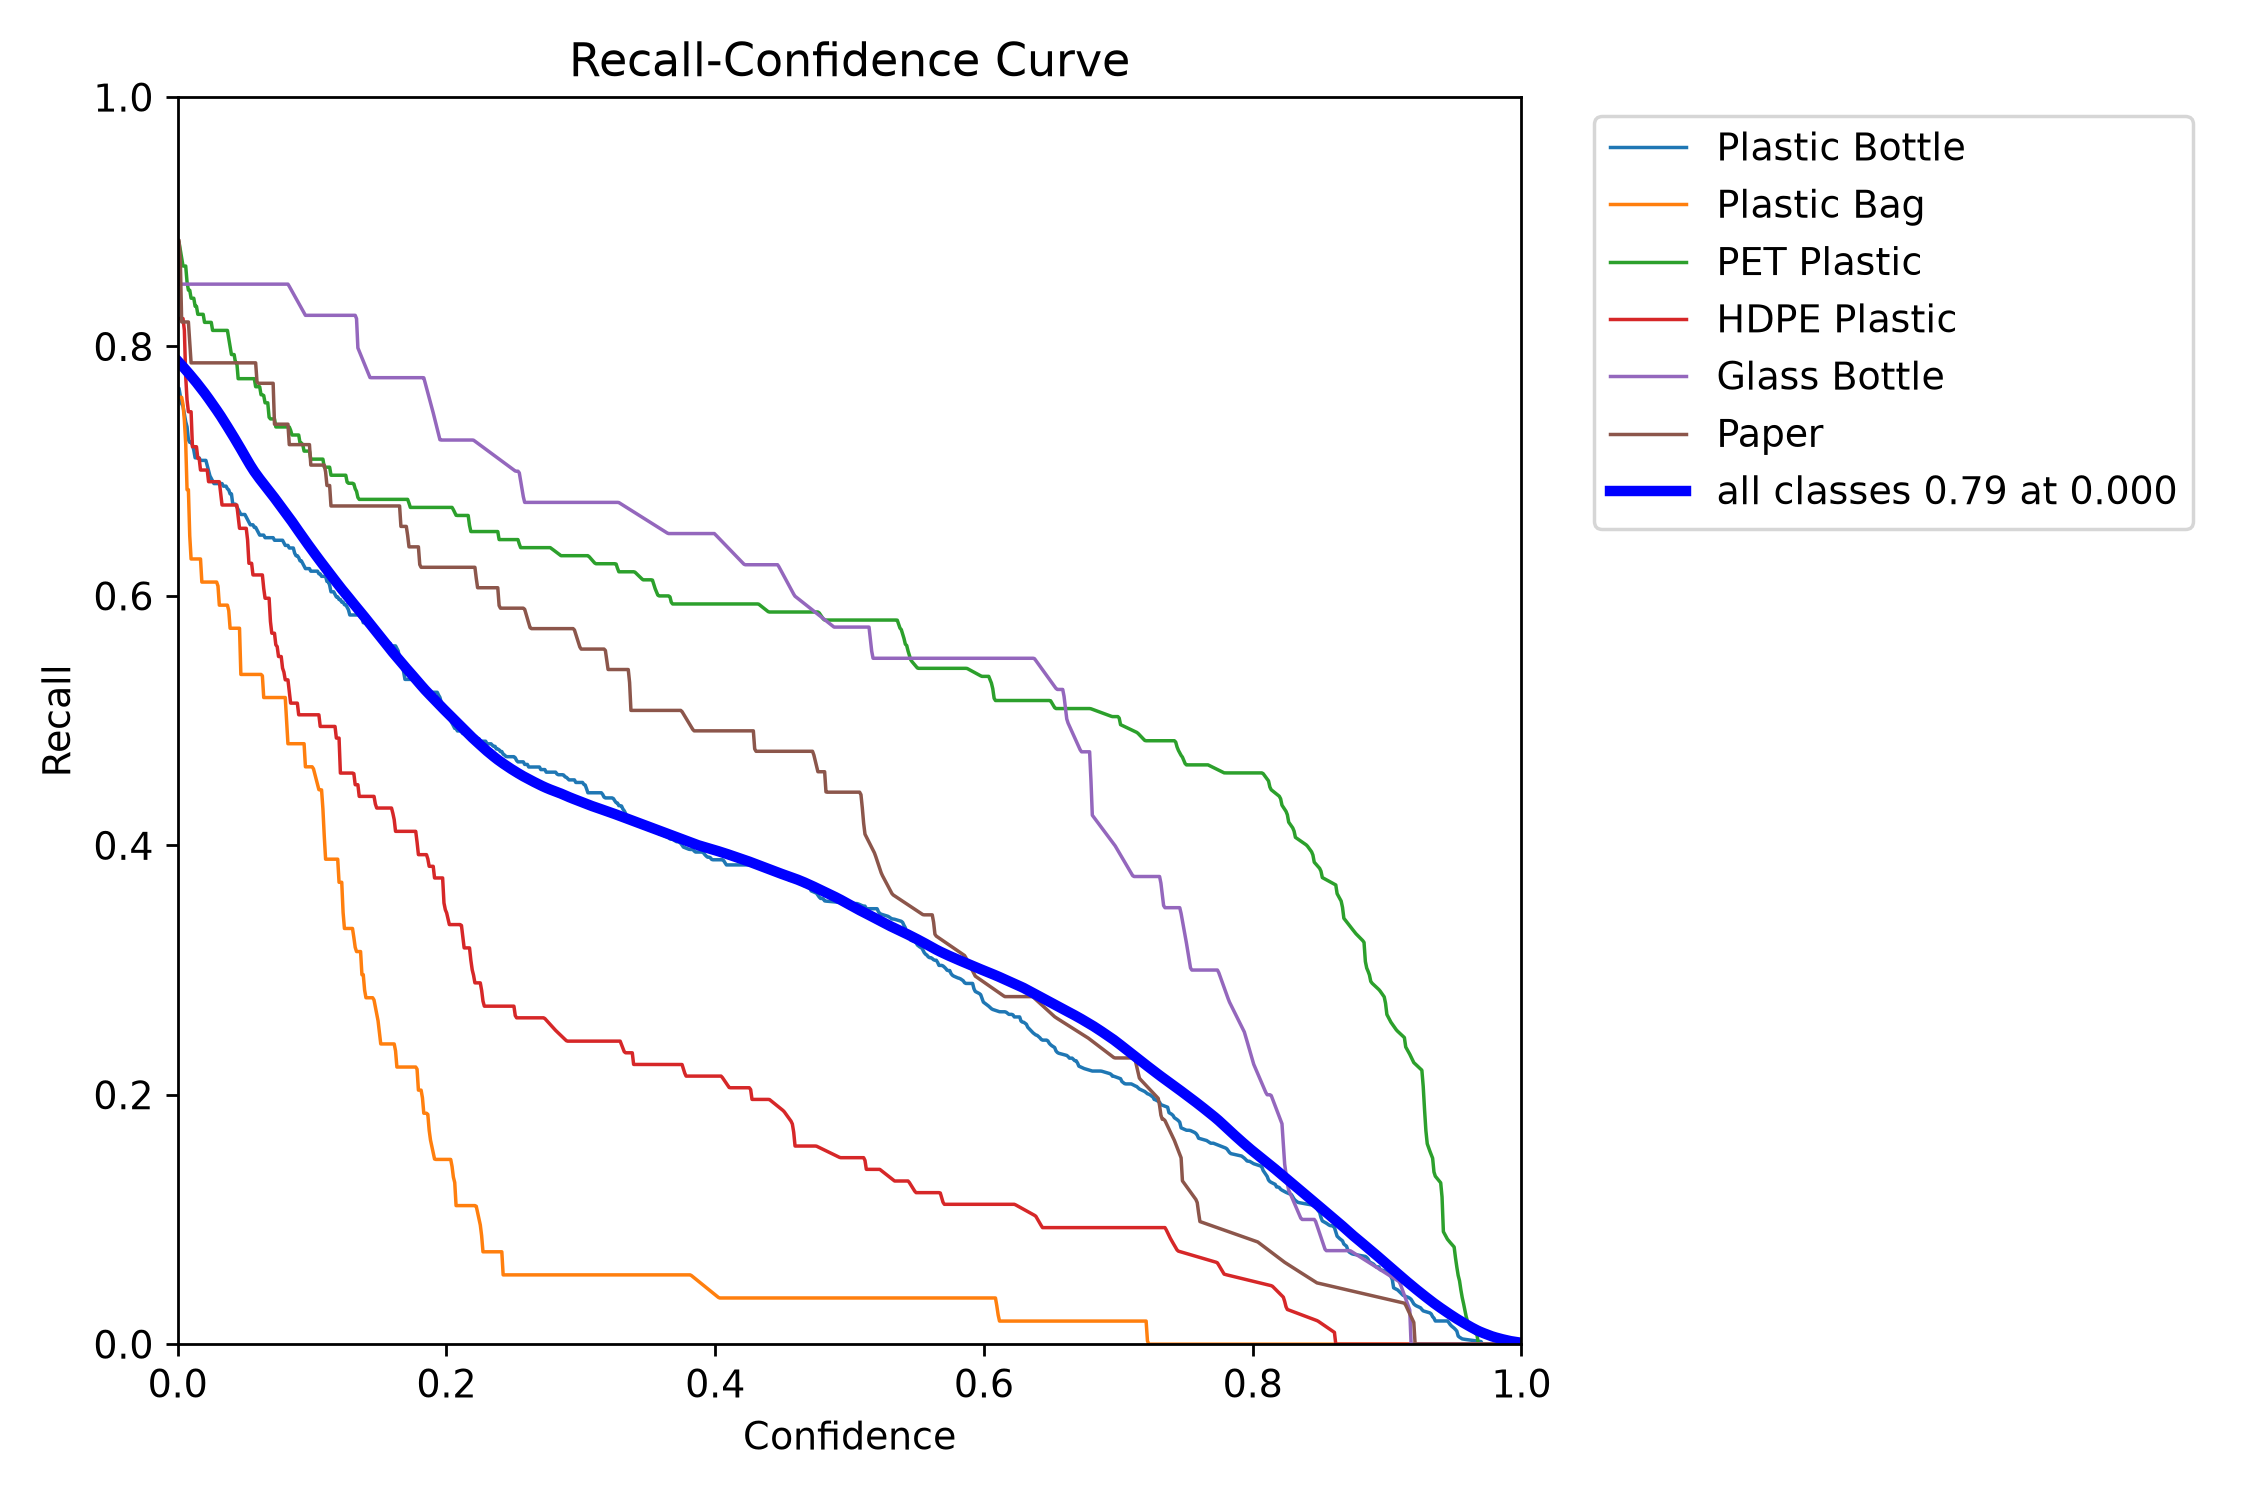 Recall-Confidence Curve
1.0
0.8
0.6
0.4
0.2
0.0
Recall
0.0 0.2 0.4 0.6 0.8 1.0
Confidence
Plastic Bottle
Plastic Bag
PET Plastic
HDPE Plastic
Glass Bottle
Paper
all classes 0.79 at 0.000